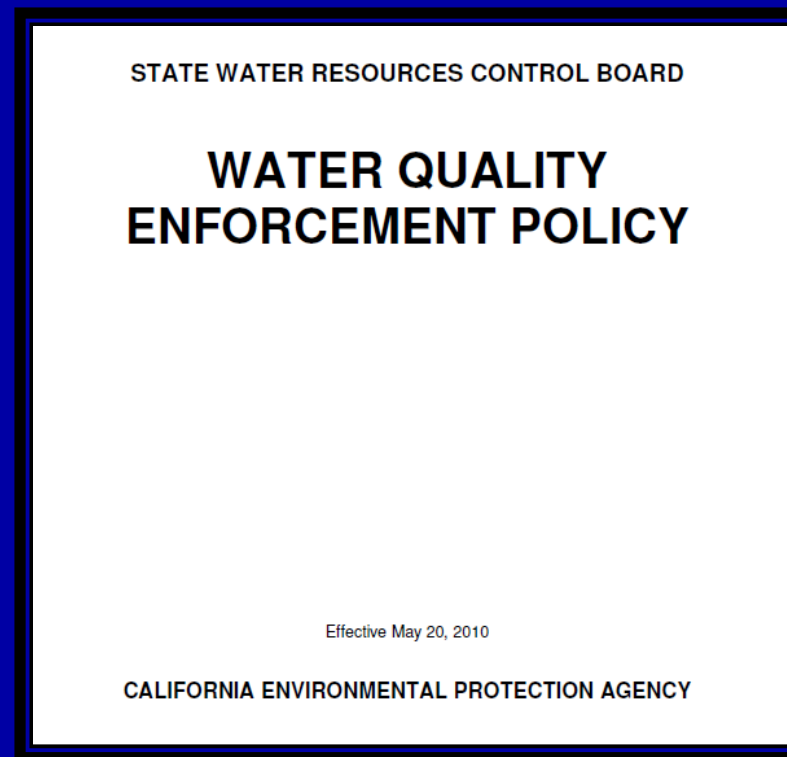 STATE WATER RESOURCES CONTROL BOARD
WATER QUALITY
ENFORCEMENT POLICY
Effective May 20, 2010
CALIFORNIA ENVIRONMENTAL PROTECTION AGENCY